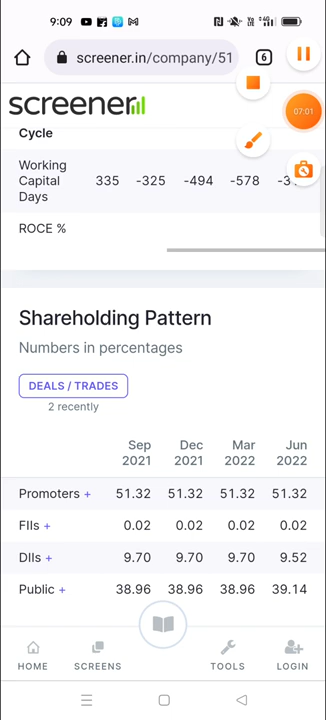 9:09
screener.in/company/51
6
screener
07:01
Cycle
Working Capital Days 335 -325 -494 -578
ROCE %
Shareholding Pattern
Numbers in percentages
DEALS / TRADES
2 recently
Sep 2021 Dec 2021 Mar 2022 Jun 2022
Promoters + 51.32 51.32 51.32 51.32
FIIs + 0.02 0.02 0.02 0.02
DIIs + 9.70 9.70 9.70 9.52
Public + 38.96 38.96 38.96 39.14
HOME SCREENS TOOLS LOGIN